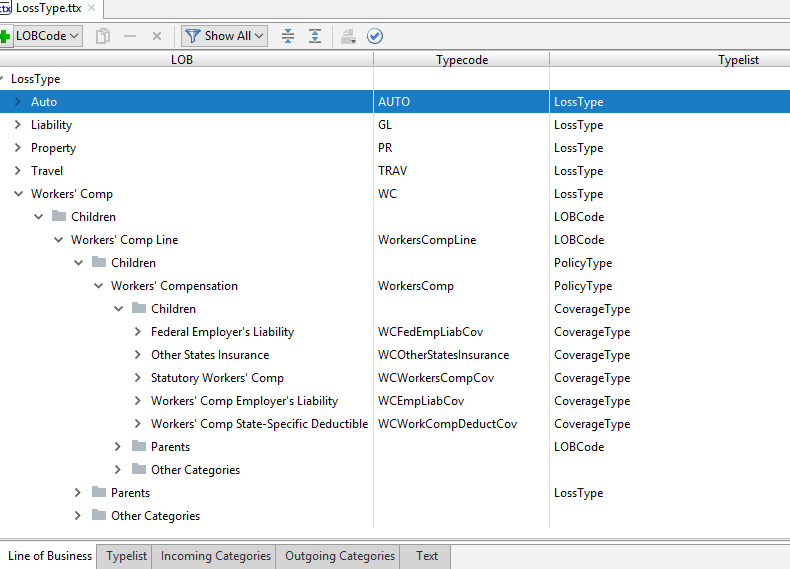 LossType.ttx
LOBCode Show All
LOB Typecode Typelist
LossType
Auto AUTO LossType
Liability GL LossType
Property PR LossType
Travel TRAV LossType
Workers' Comp WC LossType
Children LOBCode
Workers' Comp Line WorkersCompLine LOBCode
Children PolicyType
Workers' Compensation WorkersComp PolicyType
Children CoverageType
Federal Employer's Liability WCFedEmpLiabCov CoverageType
Other States Insurance WCOtherStatesInsurance CoverageType
Statutory Workers' Comp WCWorkersCompCov CoverageType
Workers' Comp Employer's Liability WCEmpLiabCov CoverageType
Workers' Comp State-Specific Deductible WCWorkCompDeductCov CoverageType
Parents LOBCode
Other Categories
Parents LossType
Other Categories
Line of Business Typelist Incoming Categories Outgoing Categories Text